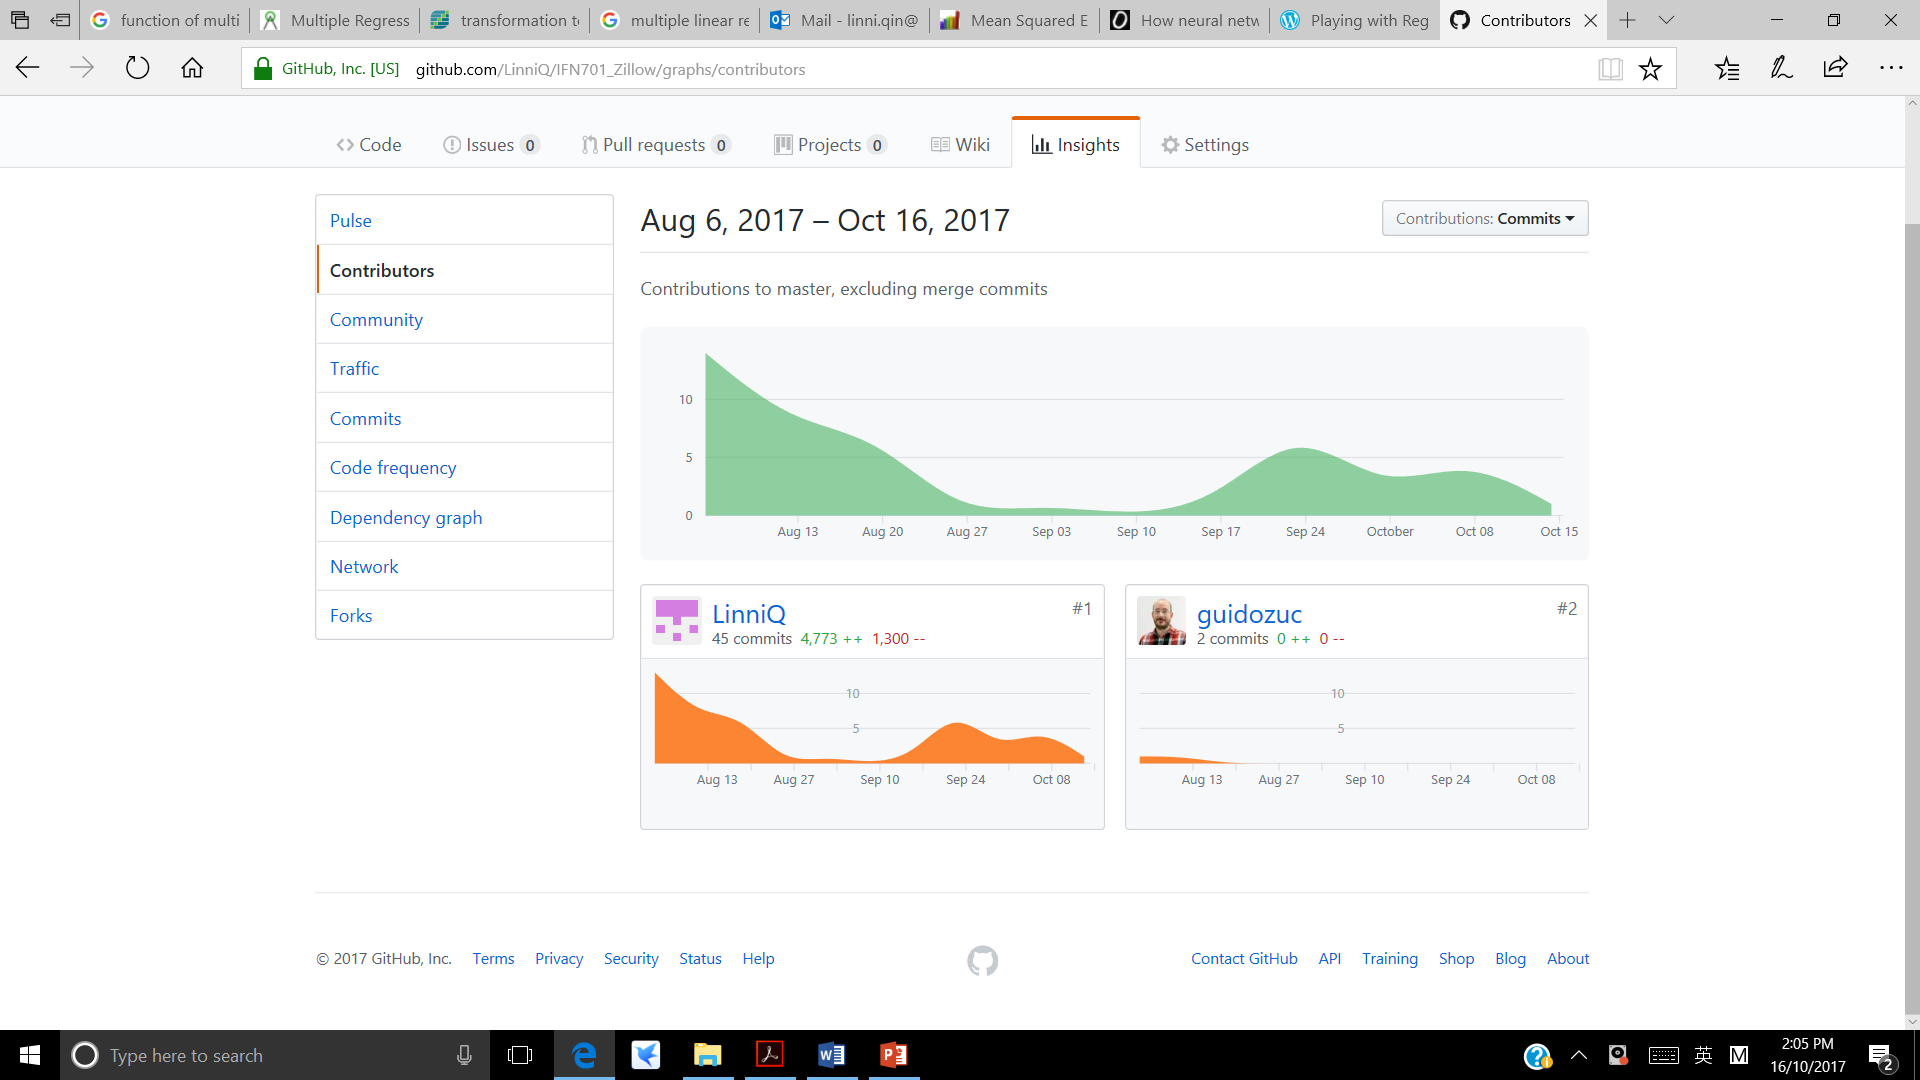 function of multi
Multiple Regress
transformation t
multiple linear re
Mail - linni.qin@
Mean Squared E
How neural netw
Playing with Reg
Contributors
GitHub, Inc. [US] github.com/LinniQ/IFN701_Zillow/graphs/contributors
Code Issues 0 Pull requests 0 Projects 0 Wiki Insights Settings
Pulse
Contributors
Community
Traffic
Commits
Code frequency
Dependency graph
Network
Forks
Aug 6, 2017 – Oct 16, 2017
Contributions: Commits
Contributions to master, excluding merge commits
10
5
0
Aug 13 Aug 20 Aug 27 Sep 03 Sep 10 Sep 17 Sep 24 October Oct 08 Oct 15
LinniQ #1
45 commits 4,773 ++ 1,300 --
10
5
Aug 13 Aug 27 Sep 10 Sep 24 Oct 08
guidozuc #2
2 commits 0 ++ 0 --
10
5
Aug 13 Aug 27 Sep 10 Sep 24 Oct 08
© 2017 GitHub, Inc. Terms Privacy Security Status Help
Contact GitHub API Training Shop Blog About
Type here to search
英 M
2:05 PM
16/10/2017
2